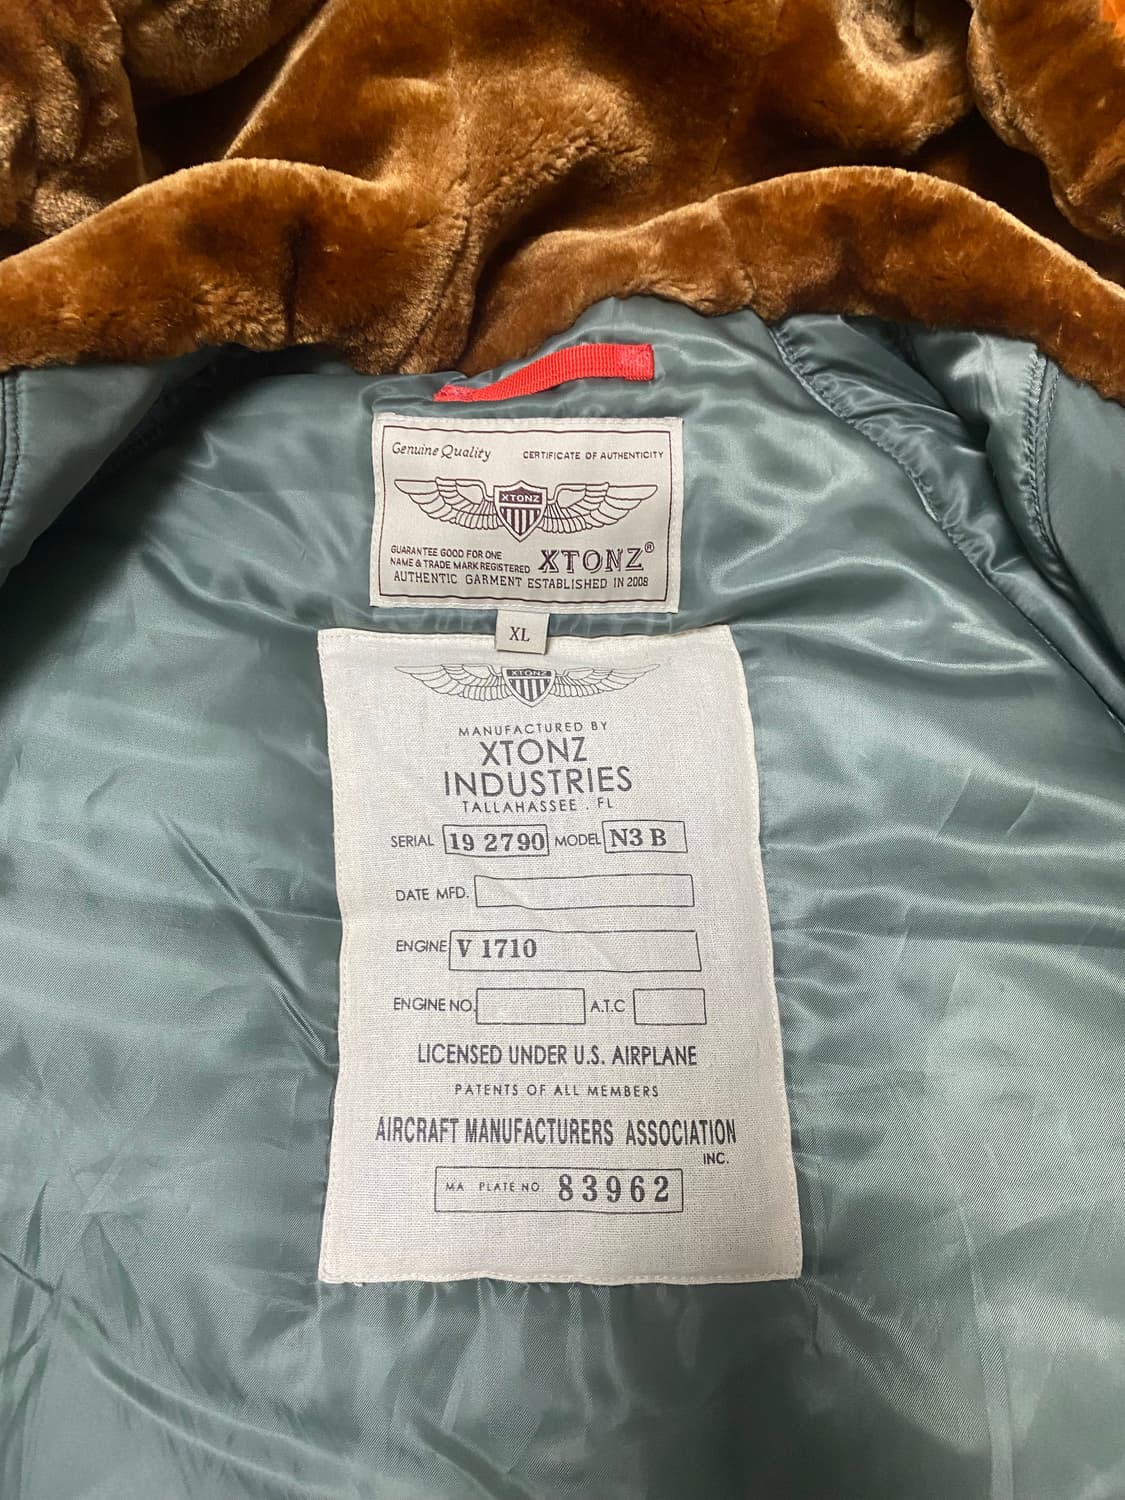 Genuine Quality CERTIFICATE OF AUTHENTICITY
XTONZ
GUARANTEE GOOD FOR ONE
NAME & TRADE MARK REGISTERED XTONZ®
AUTHENTIC GARMENT ESTABLISHED IN 2008
XL
XTONZ
MANUFACTURED BY
XTONZ
INDUSTRIES
TALLAHASSEE . FL
SERIAL 19 2790 MODEL N3 B
DATE MFD.
ENGINE V 1710
ENGINE NO. A.T.C
LICENSED UNDER U.S. AIRPLANE
PATENTS OF ALL MEMBERS
AIRCRAFT MANUFACTURERS ASSOCIATION
INC.
MA PLATE NO. 83962